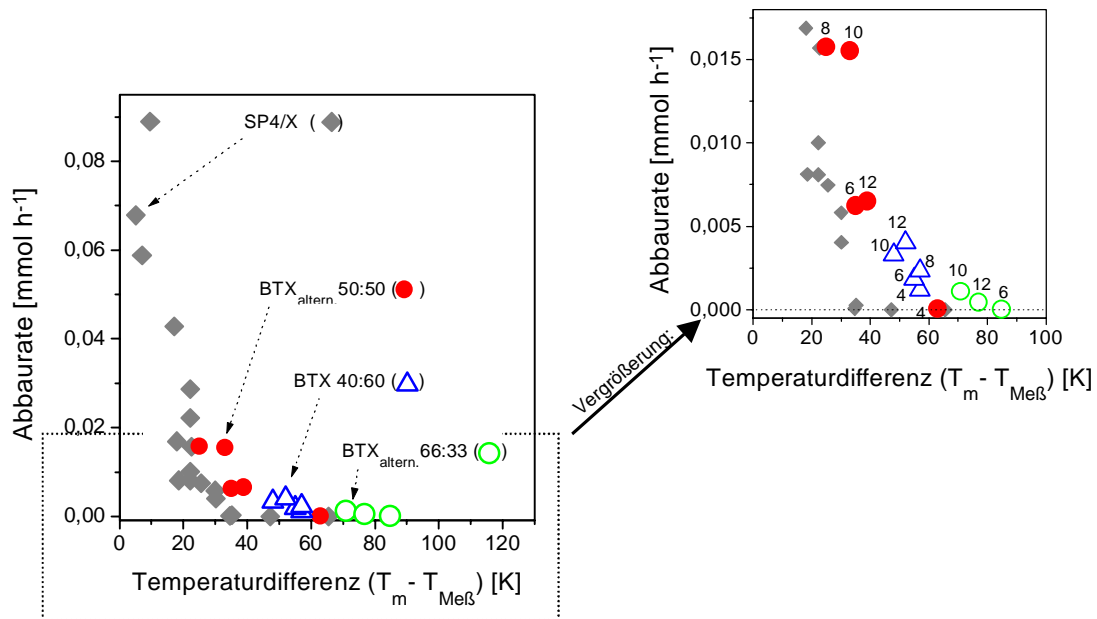 Abbaurate [mmol h-1]
0,08
0,06
0,04
0,02
0,00
SP4/X ( )
BTXaltern. 50:50 ( )
BTX 40:60 ( )
BTXaltern. 66:33 ( )
0 20 40 60 80 100 120
Temperaturdifferenz (Tm- TMeß) [K]
Vergrößerung:
Abbaurate [mmol h-1]
0,015
0,010
0,005
0,000
8 10
6 12
12
10
8
6
4
10
12
6
4
0 20 40 60 80 100
Temperaturdifferenz (Tm- TMeß) [K]